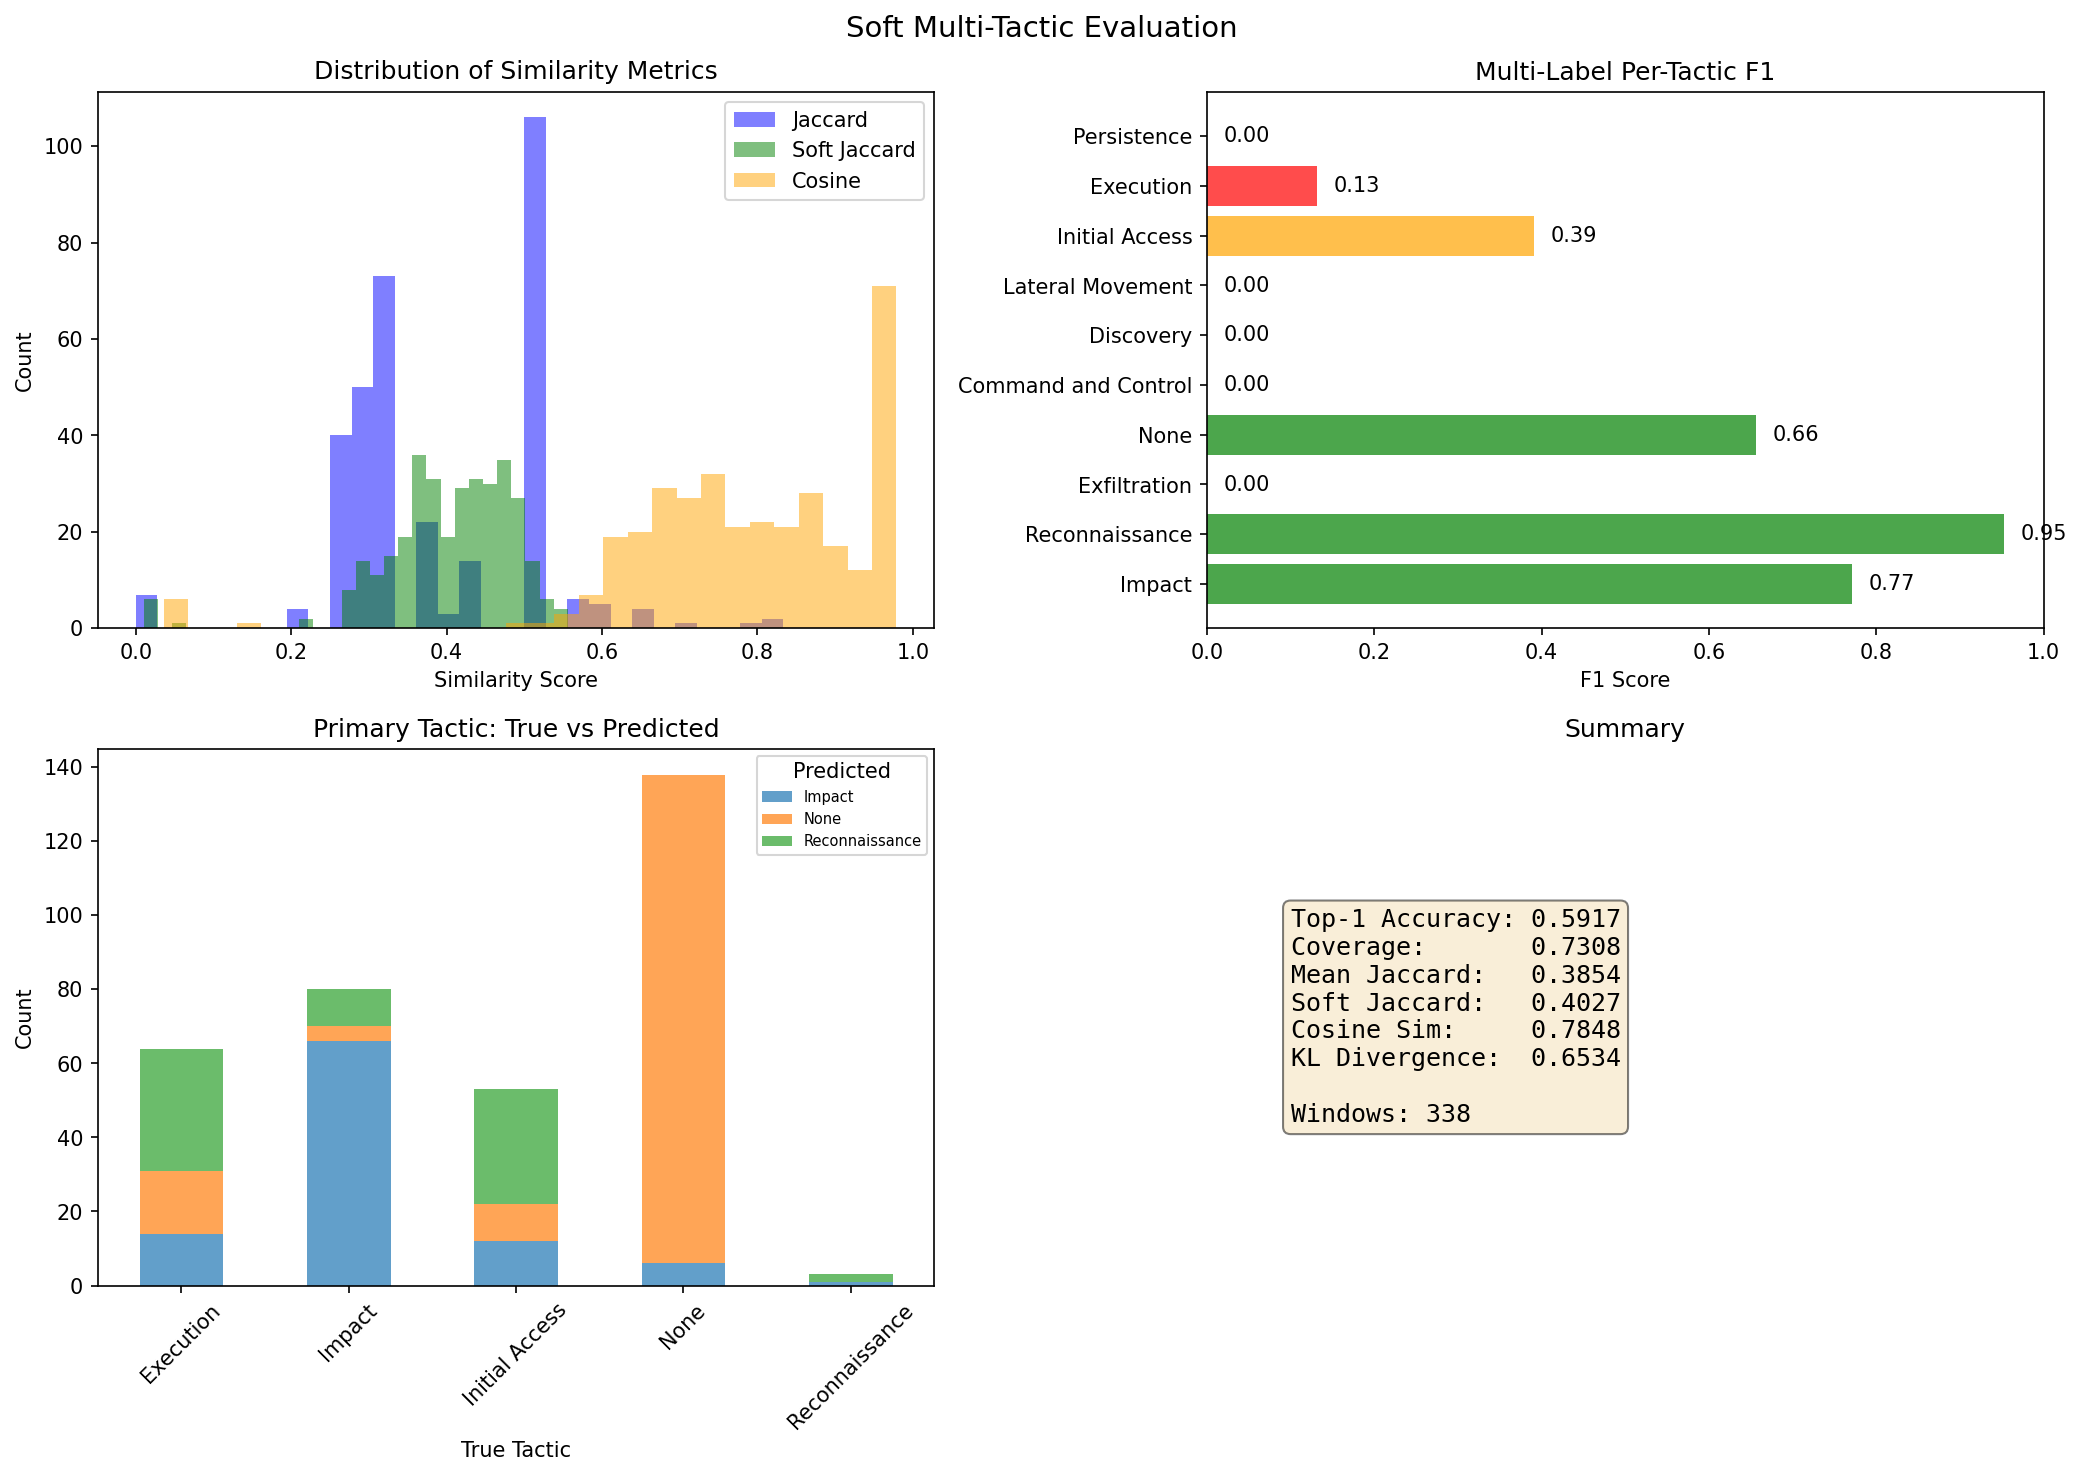 Soft Multi-Tactic Evaluation
Distribution of Similarity Metrics
Jaccard
Soft Jaccard
Cosine
100
80
60
40
20
0
Count
0.0 0.2 0.4 0.6 0.8 1.0
Similarity Score
Multi-Label Per-Tactic F1
Persistence 0.00
Execution 0.13
Initial Access 0.39
Lateral Movement 0.00
Discovery 0.00
Command and Control 0.00
None 0.66
Exfiltration 0.00
Reconnaissance 0.95
Impact 0.77
0.0 0.2 0.4 0.6 0.8 1.0
F1 Score
Primary Tactic: True vs Predicted
Predicted
Impact
None
Reconnaissance
140
120
100
80
60
40
20
0
Count
Execution
Impact
Initial Access
None
Reconnaissance
True Tactic
Summary
Top-1 Accuracy: 0.5917
Coverage: 0.7308
Mean Jaccard: 0.3854
Soft Jaccard: 0.4027
Cosine Sim: 0.7848
KL Divergence: 0.6534
Windows: 338